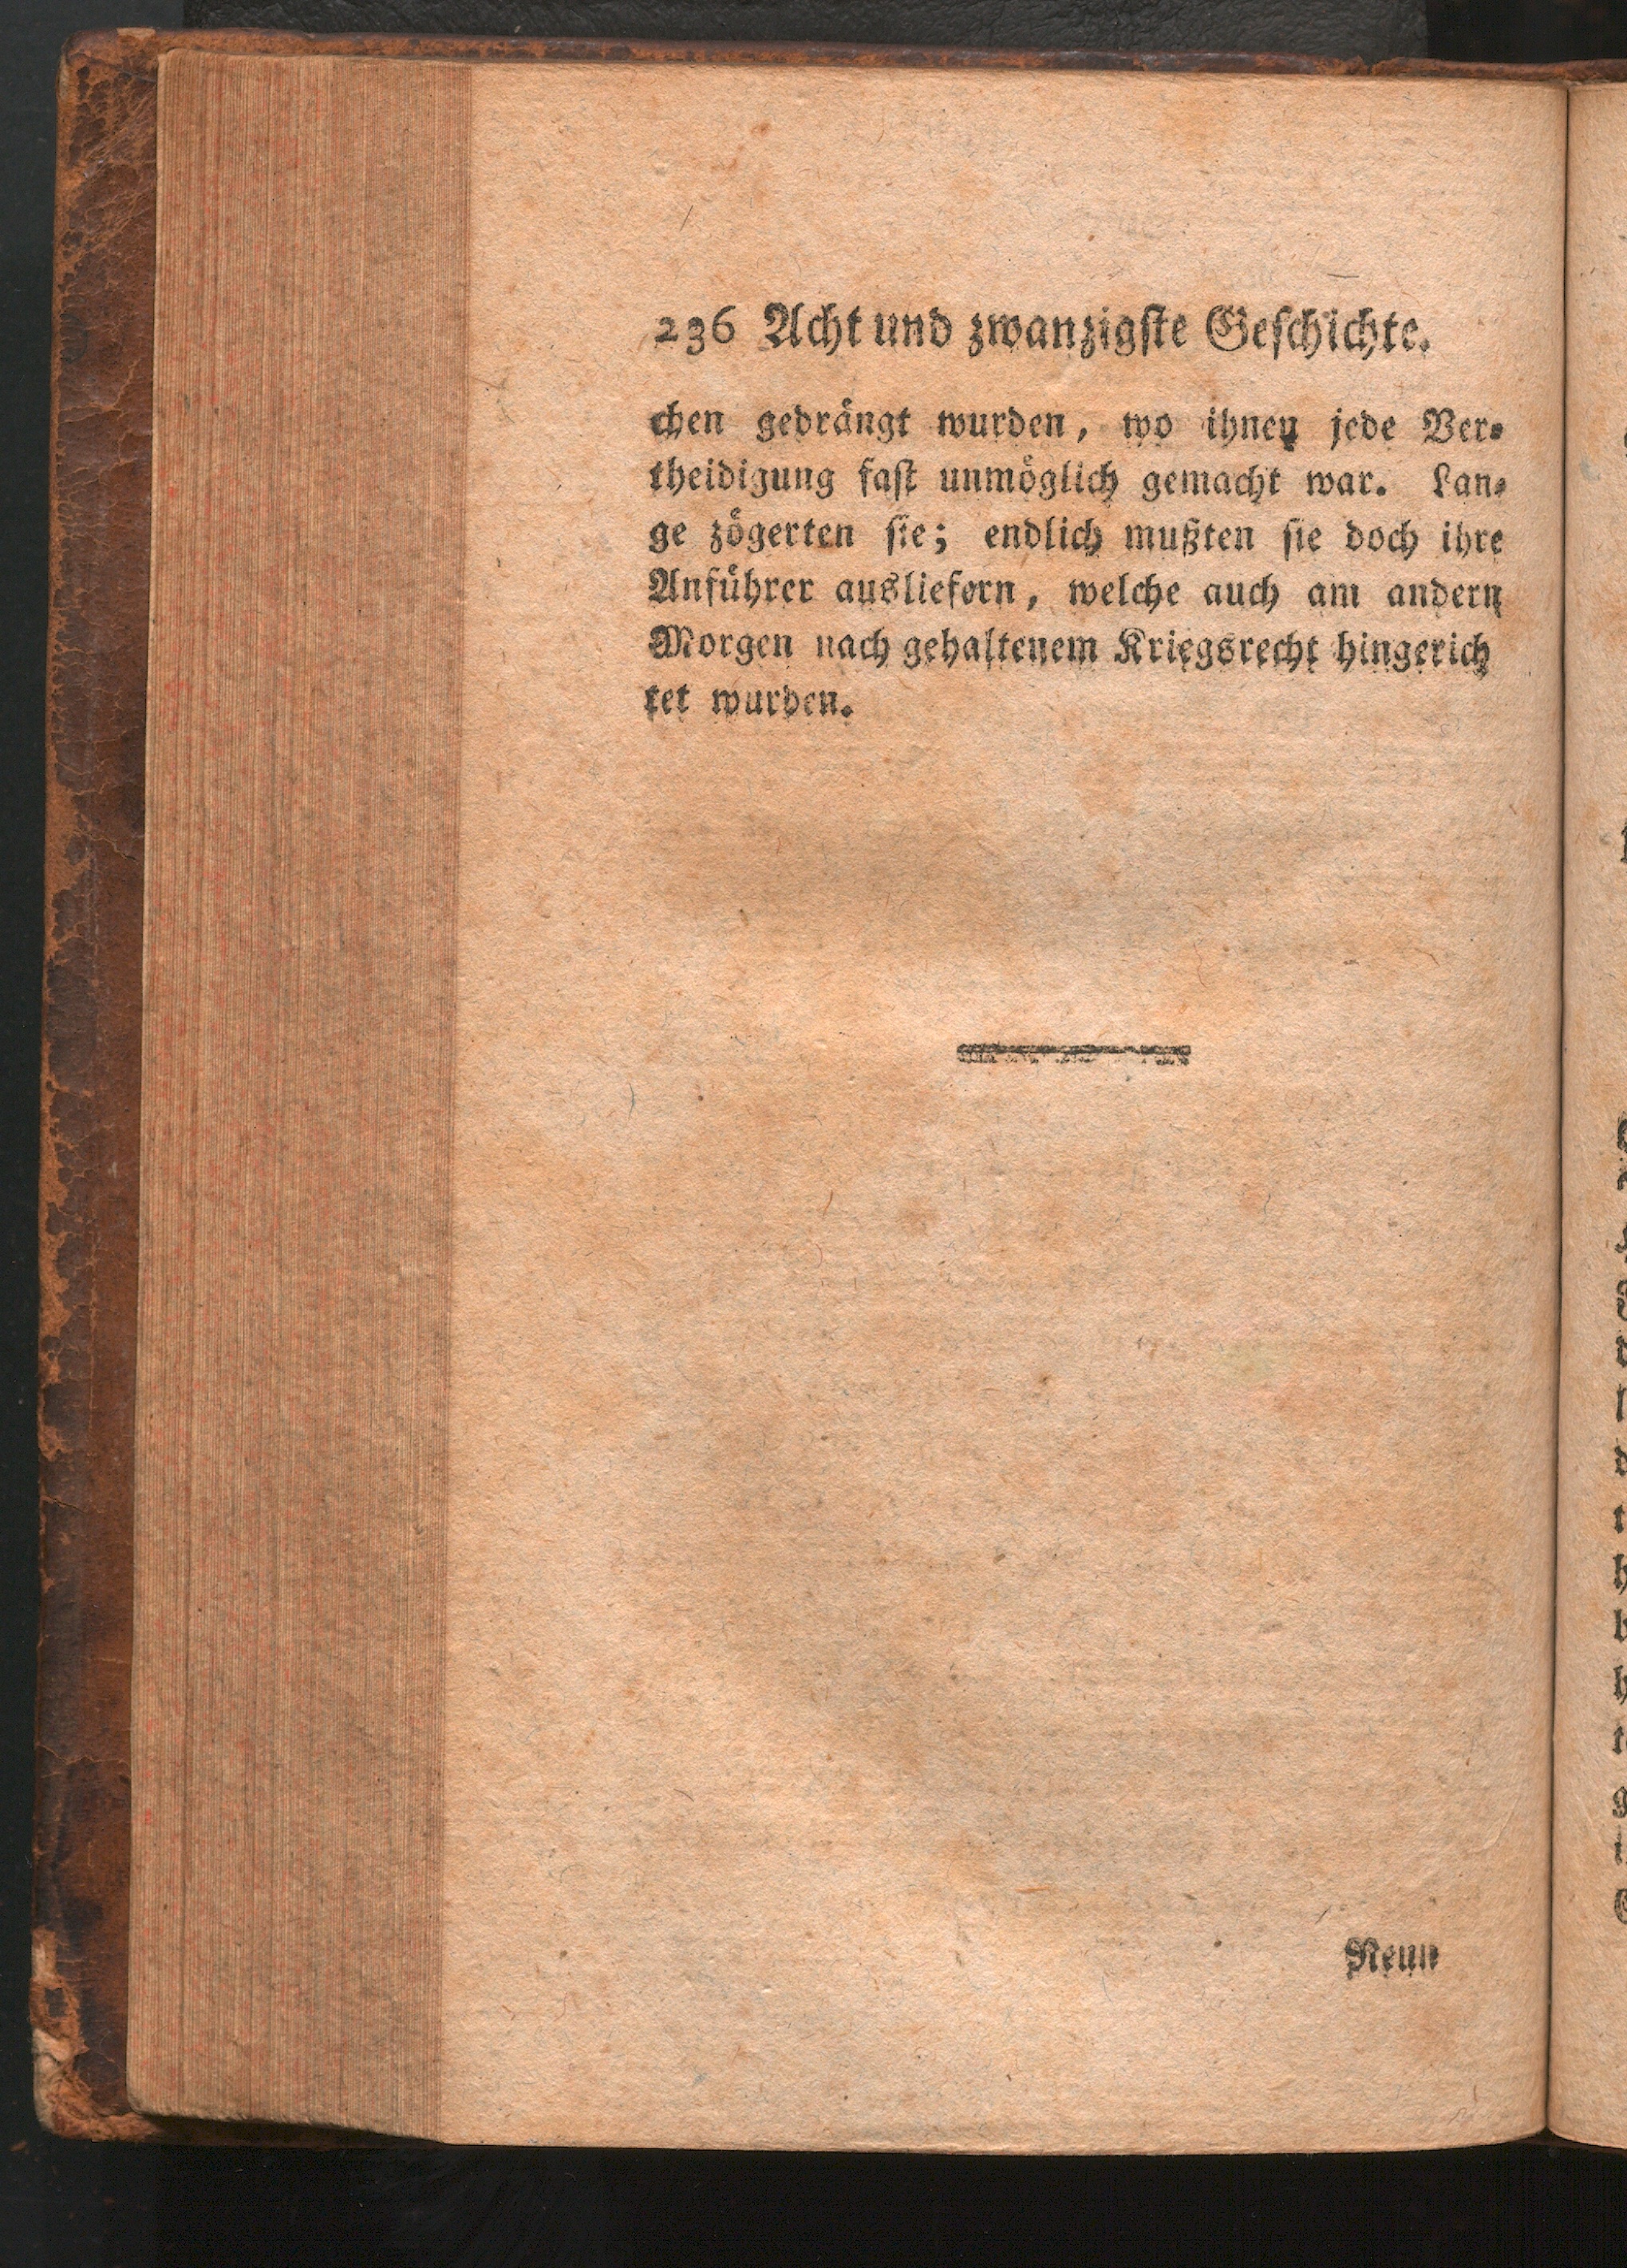 236 Acht und zwanzigste Geschichte.
chen gedrängt wurden, wo ihnen jede Ver-
theidigung fast unmöglich gemacht war. Lan-
ge zögerten sie; endlich mußten sie doch ihre
Anführer ausliefern, welche auch am andern
Morgen nach gehaltenem Kriegsrecht hingerich
tet wurden.
Neun